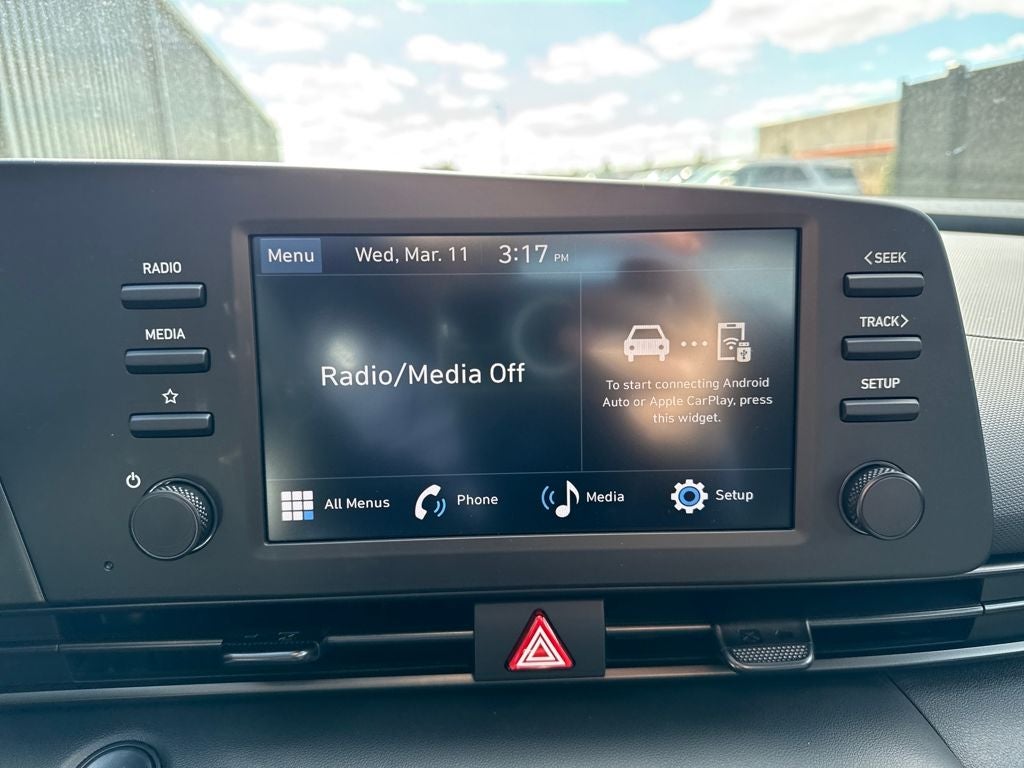 RADIO
MEDIA
Menu
Wed, Mar. 11
3:17 PM
Radio/Media Off
To start connecting Android
Auto or Apple CarPlay, press
this widget.
All Menus
Phone
Media
Setup
<SEEK
TRACK>
SETUP